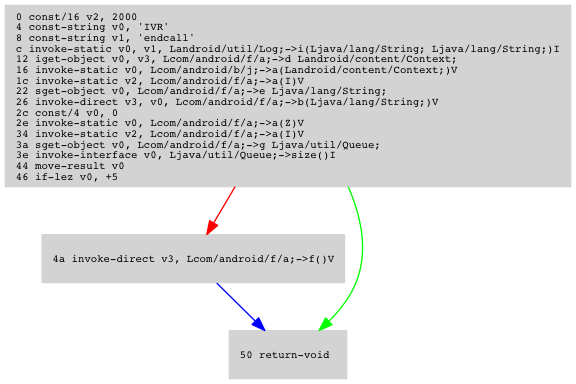 0 const/16 v2, 2000
4 const-string v0, 'IVR'
8 const-string v1, 'endcall'
c invoke-static v0, v1, Landroid/util/Log;->i(Ljava/lang/String; Ljava/lang/String;)I
12 iget-object v0, v3, Lcom/android/f/a;->d Landroid/content/Context;
16 invoke-static v0, Lcom/android/b/j;->a(Landroid/content/Context;)V
1c invoke-static v2, Lcom/android/f/a;->a(I)V
22 sget-object v0, Lcom/android/f/a;->e Ljava/lang/String;
26 invoke-direct v3, v0, Lcom/android/f/a;->b(Ljava/lang/String;)V
2c const/4 v0, 0
2e invoke-static v0, Lcom/android/f/a;->a(Z)V
34 invoke-static v2, Lcom/android/f/a;->a(I)V
3a sget-object v0, Lcom/android/f/a;->g Ljava/util/Queue;
3e invoke-interface v0, Ljava/util/Queue;->size()I
44 move-result v0
46 if-lez v0, +5
4a invoke-direct v3, Lcom/android/f/a;->f()V
50 return-void